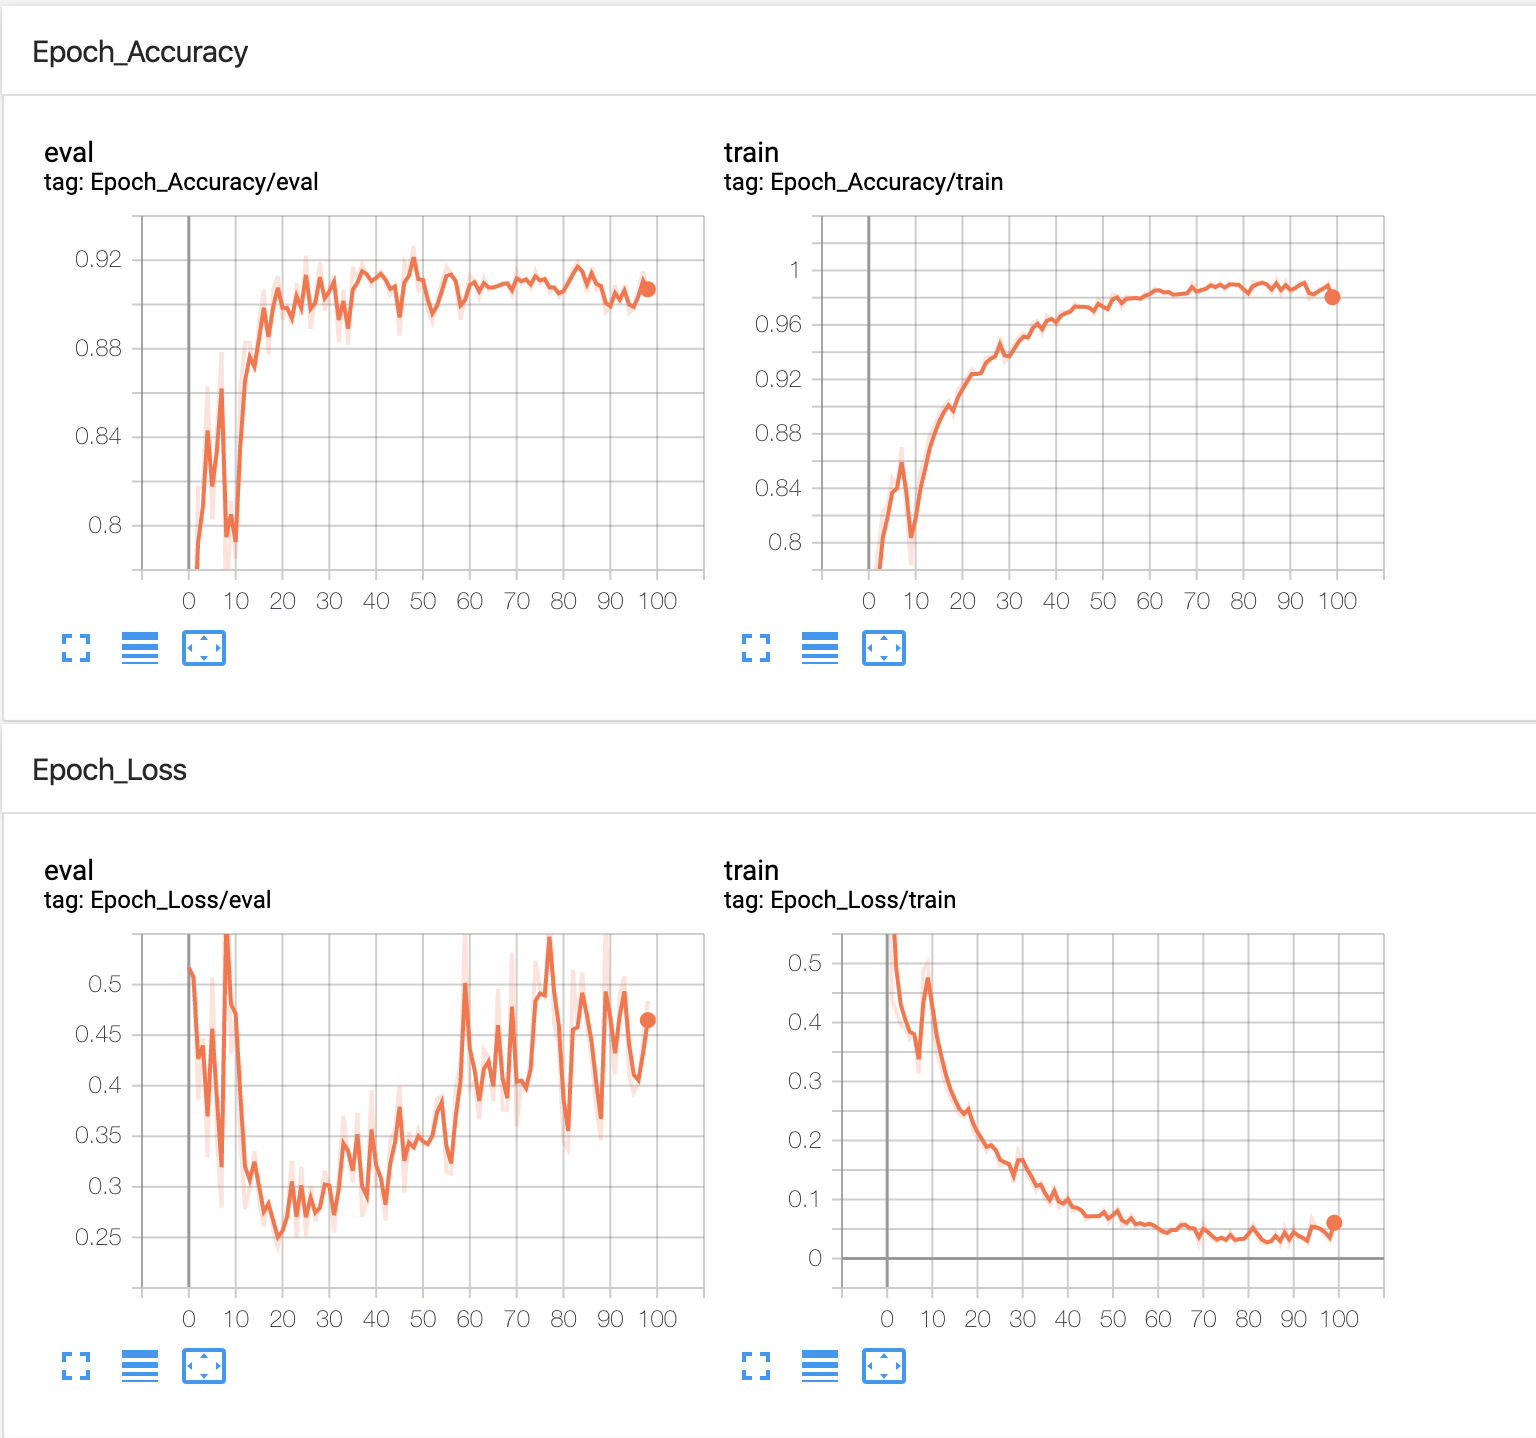 Epoch_Accuracy
eval
tag: Epoch_Accuracy/eval
0.92
0.88
0.84
0.8
0 10 20 30 40 50 60 70 80 90 100
train
tag: Epoch_Accuracy/train
1
0.96
0.92
0.88
0.84
0.8
0 10 20 30 40 50 60 70 80 90 100
Epoch_Loss
eval
tag: Epoch_Loss/eval
0.5
0.45
0.4
0.35
0.3
0.25
0 10 20 30 40 50 60 70 80 90 100
train
tag: Epoch_Loss/train
0.5
0.4
0.3
0.2
0.1
0
0 10 20 30 40 50 60 70 80 90 100